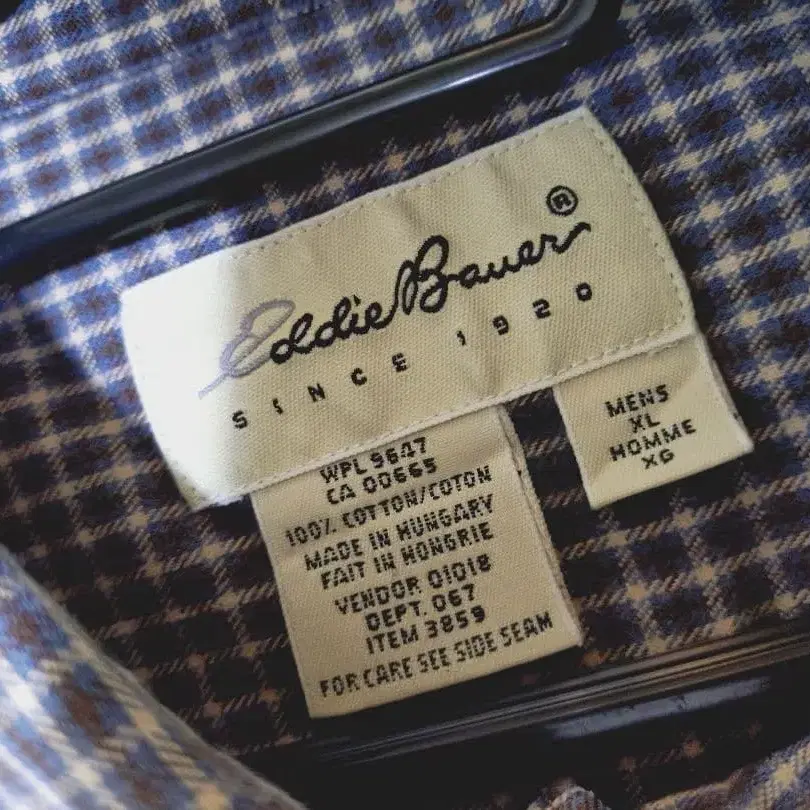 Eddie Bauer®
SINCE 1920
MENS
XL
HOMME
XG
WPL 9647
CA 00665
100% COTTON/COTON
MADE IN HUNGARY
FAIT IN HONGRIE
VENDOR 01018
DEPT. 067
ITEM 3859
FOR CARE SEE SIDE SEAM